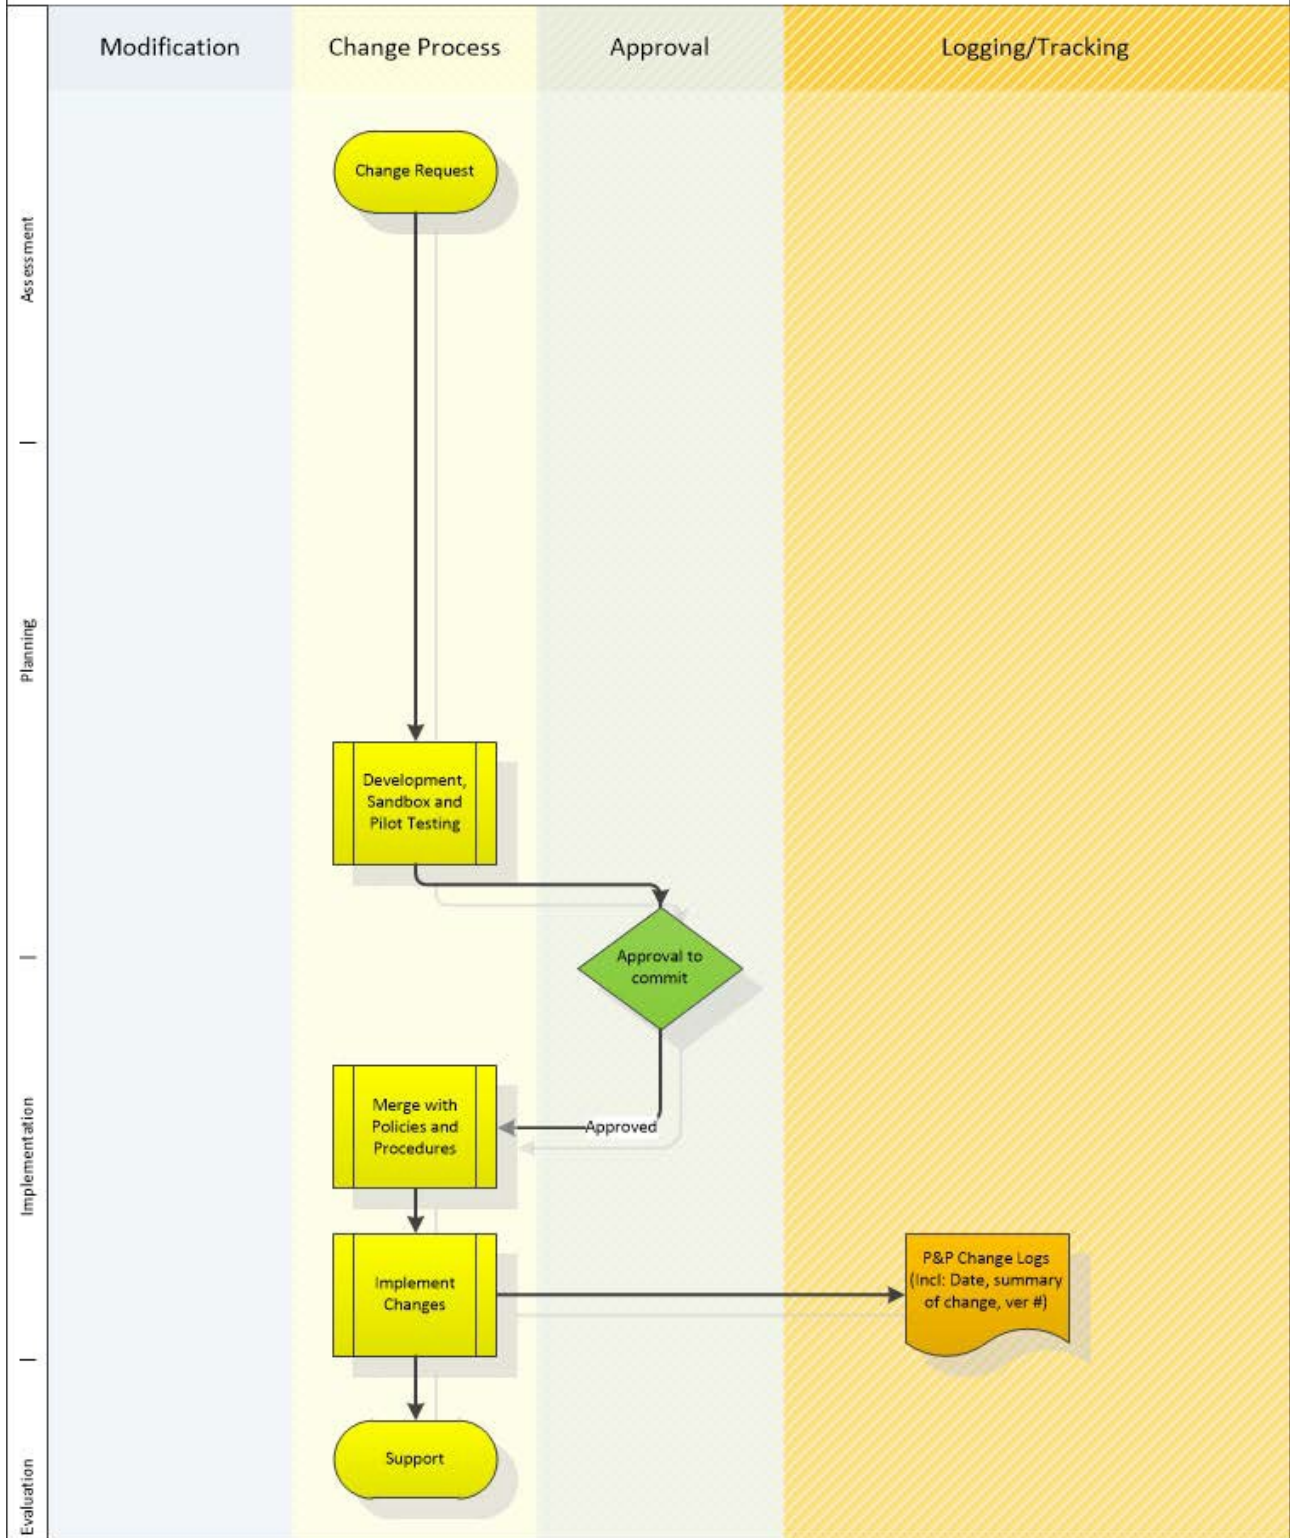 Modification
Change Process
Approval
Logging/Tracking
Assessment
Change Request
Planning
Development,
Sandbox and
Pilot Testing
Approval to
commit
Implementation
Merge with
Policies and
Procedures
Approved
Implement
Changes
P&P Change Logs
(Incl: Date, summary
of change, ver #)
Evaluation
Support